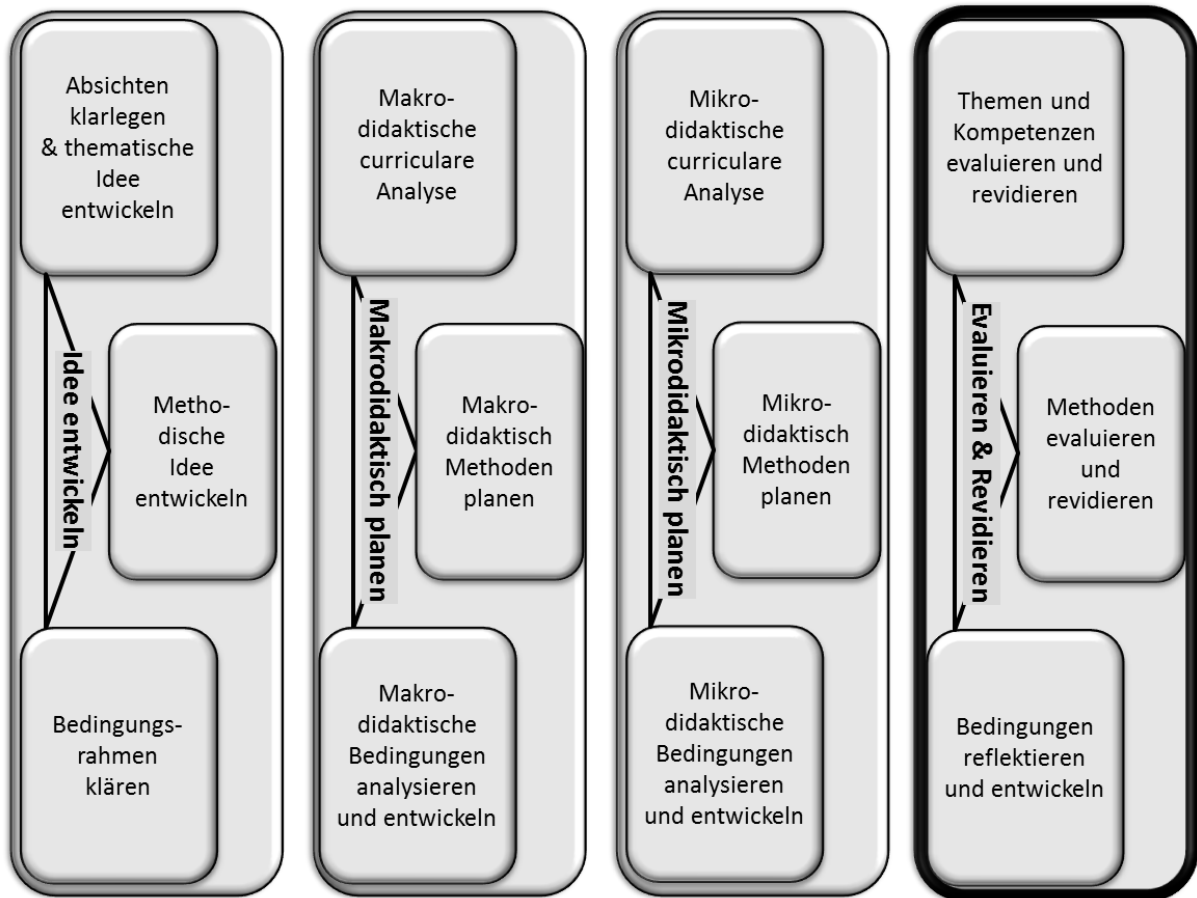 Absichten
klarlegen
& thematische
Idee
entwickeln
Idee entwickeln
Metho-
dische
Idee
entwickeln
Bedingungs-
rahmen
klären
Makro-
didaktische
curriculare
Analyse
Makrodidaktisch planen
Makro-
didaktisch
Methoden
planen
Makro-
didaktische
Bedingungen
analysieren
und entwickeln
Mikro-
didaktische
curriculare
Analyse
Mikrodidaktisch planen
Mikro-
didaktisch
Methoden
planen
Mikro-
didaktische
Bedingungen
analysieren
und entwickeln
Themen und
Kompetenzen
evaluieren und
revidieren
Evaluieren & Revidieren
Methoden
evaluieren
und
revidieren
Bedingungen
reflektieren
und entwickeln